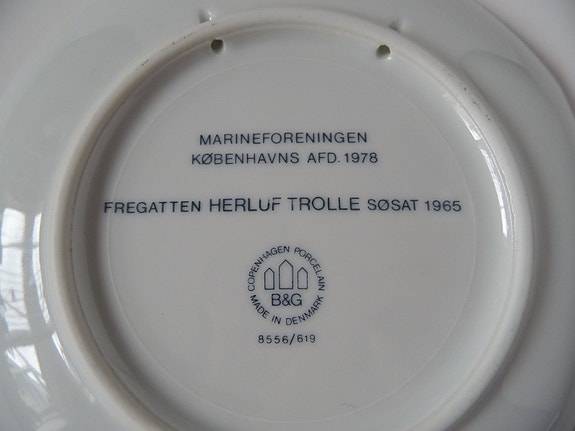 MARINEFORENINGEN
KØBENHAVNS AFD. 1978
FREGATTEN HERLUF TROLLE SØSAT 1965
COPENHAGEN PORCELAIN
B&G
MADE IN DENMARK
8556/619